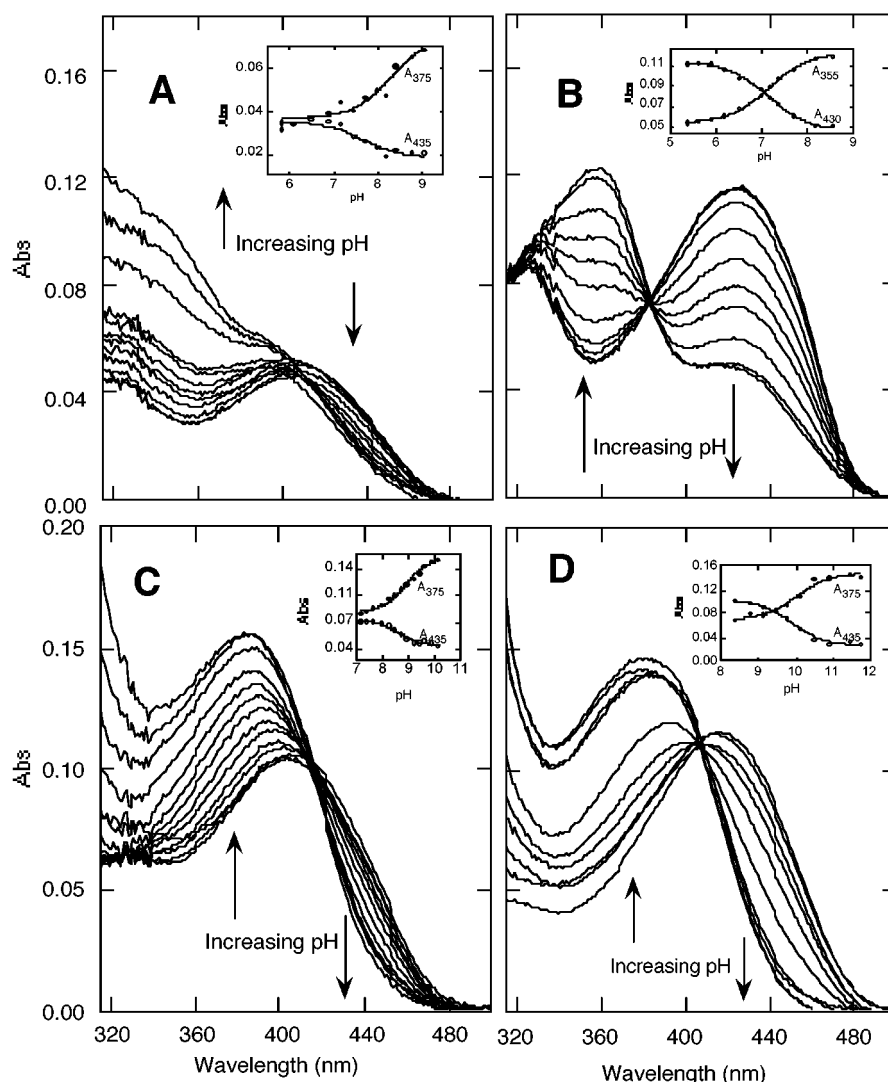 A
B
0.16
0.12
0.08
0.04
0.00
Abs
Increasing pH
0.06
0.04
0.02
Abs
A375
A435
6 7 8 9
pH
0.11
0.09
0.07
0.05
Abs
A355
A430
5 6 7 8 9
pH
Increasing pH
C
D
0.20
0.15
0.10
0.05
0.00
Abs
Increasing pH
0.14
0.11
0.07
0.04
Abs
A375
A435
7 8 9 10 11
pH
0.16
0.12
0.08
0.04
0.00
Abs
A375
A435
8 9 10 11 12
pH
Increasing pH
320 360 400 440
320 360 400 440 480
Wavelength (nm)
Wavelength (nm)